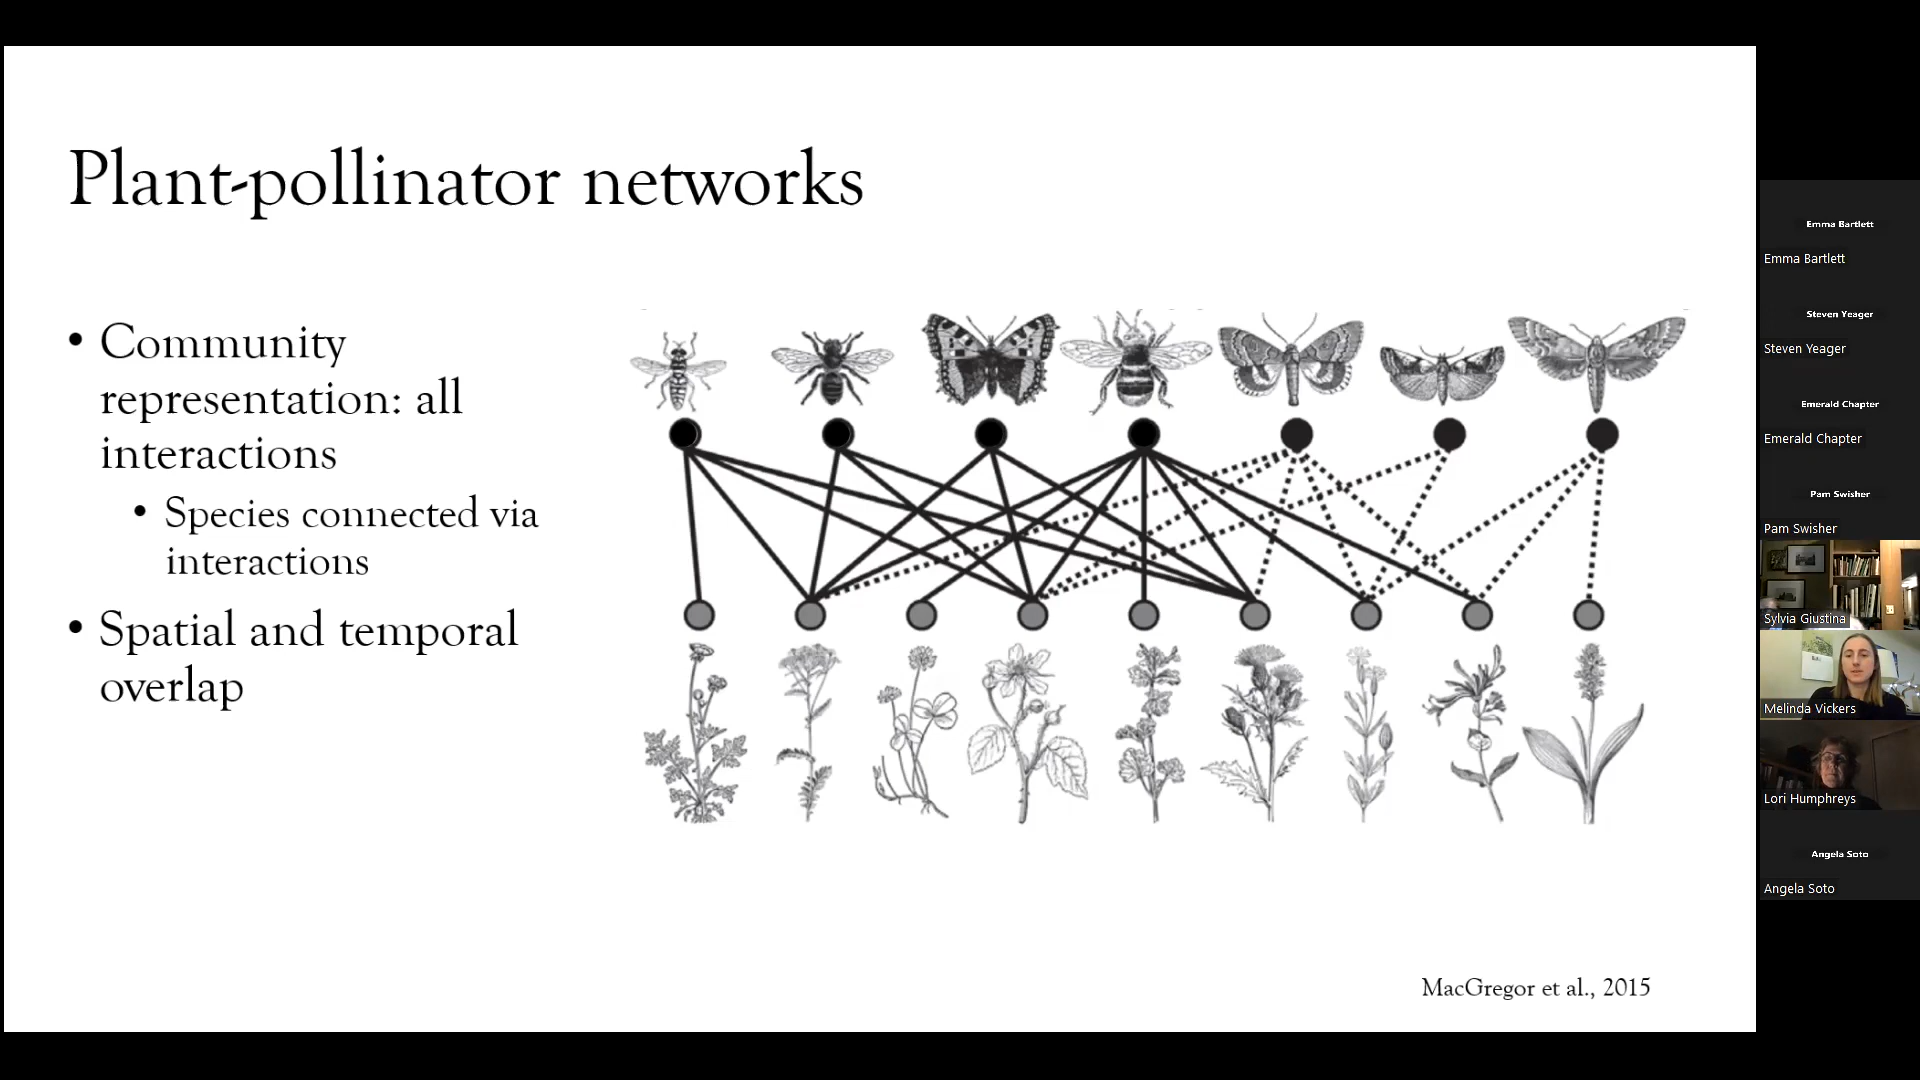 Plant-pollinator networks
• Community
representation: all
interactions
• Species connected via
interactions
• Spatial and temporal
overlap
MacGregor et al., 2015
Emma Bartlett
Emma Bartlett
Steven Yeager
Steven Yeager
Emerald Chapter
Emerald Chapter
Pam Swisher
Pam Swisher
Sylvia Giustina
Melinda Vickers
Lori Humphreys
Angela Soto
Angela Soto